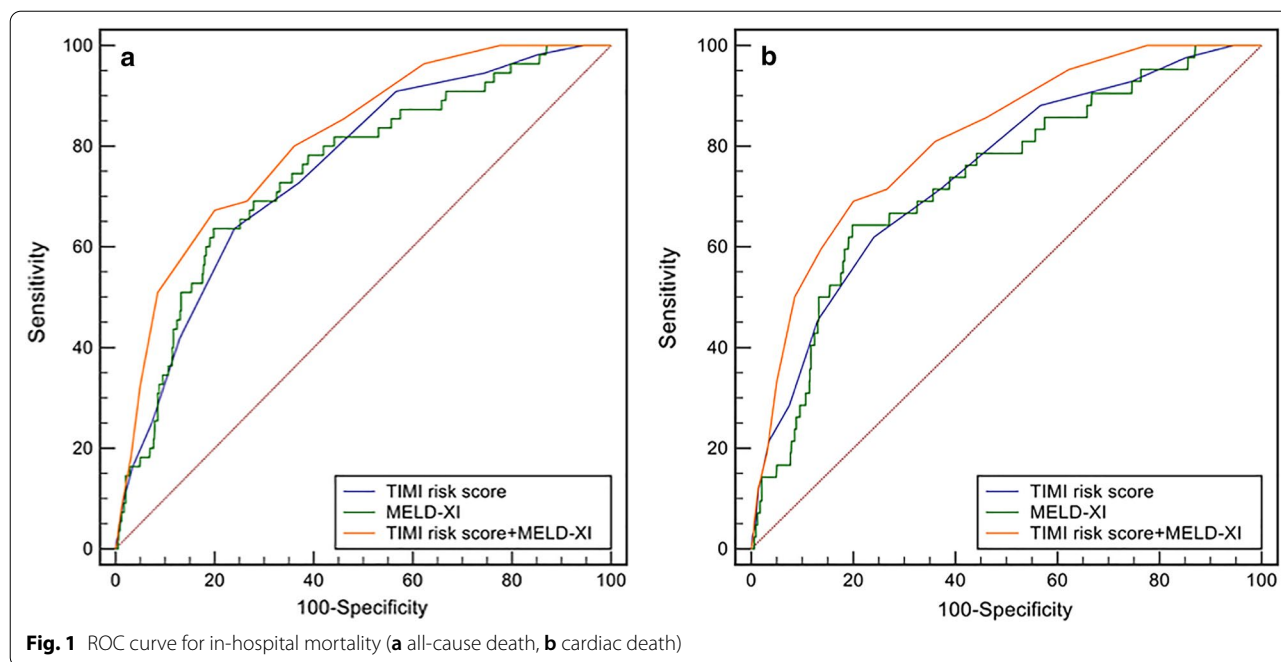 a
100
80
60
40
20
0
Sensitivity
0 20 40 60 80 100
100-Specificity
TIMI risk score
MELD-XI
TIMI risk score+MELD-XI
b
100
80
60
40
20
0
Sensitivity
0 20 40 60 80 100
100-Specificity
TIMI risk score
MELD-XI
TIMI risk score+MELD-XI
Fig. 1 ROC curve for in-hospital mortality (a all-cause death, b cardiac death)